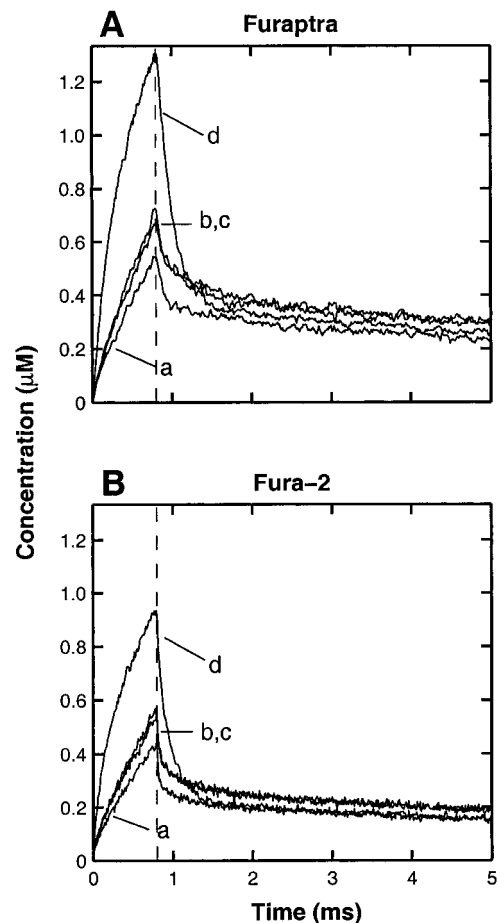 A
Furaptra
1.2
1.0
0.8
0.6
0.4
0.2
0
d
b,c
a
Concentration (µM)
B
Fura–2
1.2
1.0
0.8
0.6
0.4
0.2
0
d
b,c
a
0 1 2 3 4 5
Time (ms)